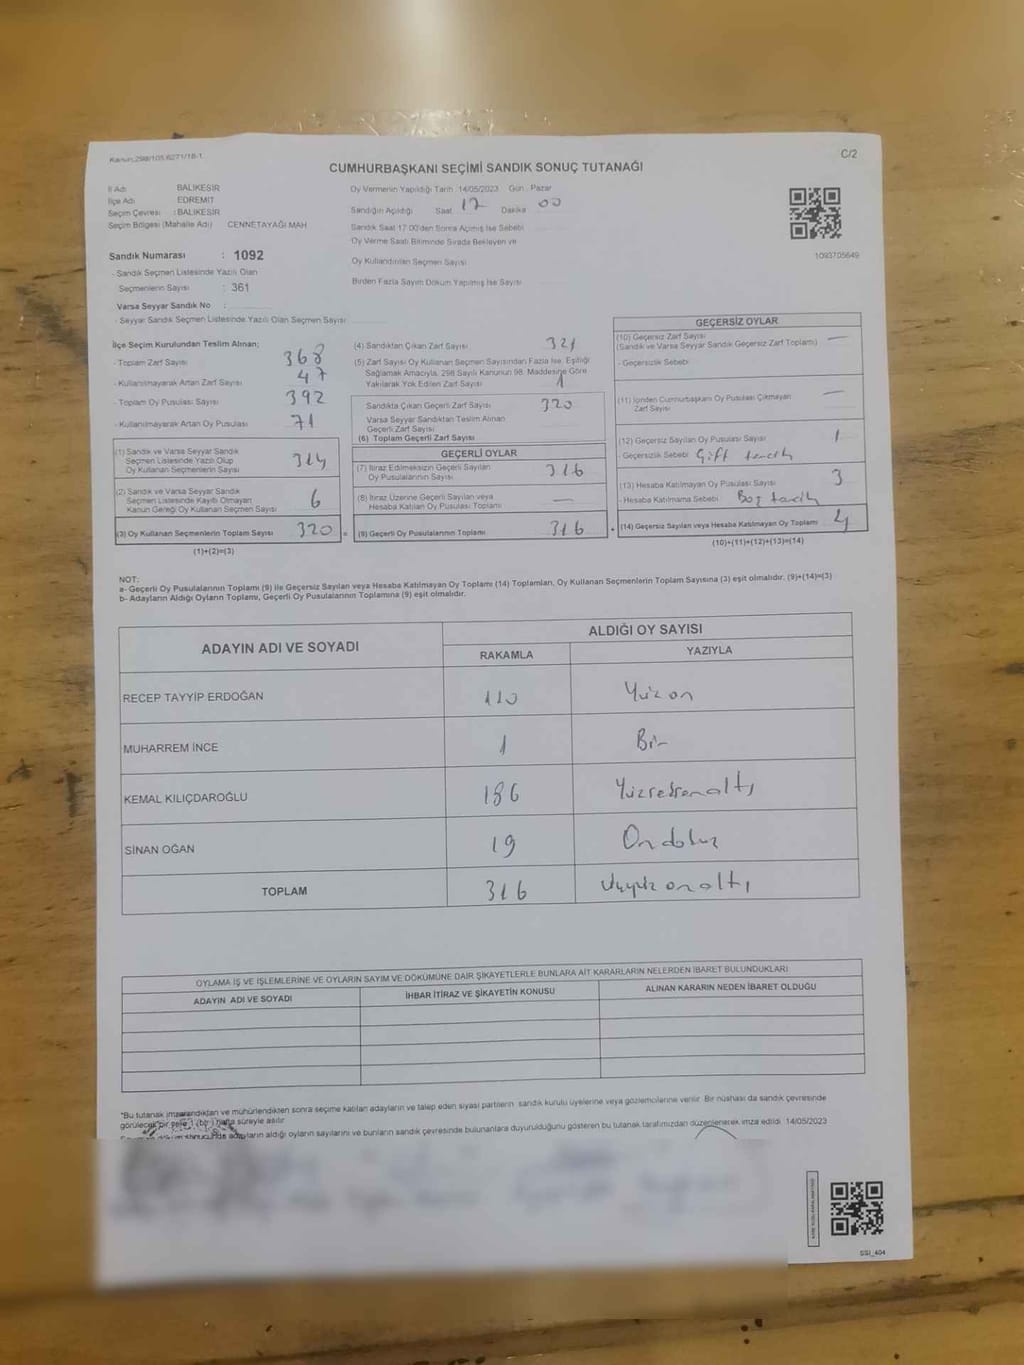 Kanun.298/105,6271/18-1
C/2
CUMHURBAŞKANI SEÇİMİ SANDIK SONUÇ TUTANAĞI
İl Adı BALIKESİR
İlçe Adı EDREMİT
Seçim Çevresi : BALIKESİR
Seçim Bölgesi (Mahalle Adı) CENNETAYAĞI MAH
Oy Vermenin Yapıldığı Tarih 14/05/2023 Gün : Pazar
Sandığın Açıldığı Saat 17 Dakika 00
Sandık Saat 17:00'den Sonra Açılmış İse Sebebi
Oy Verme Saati Bitiminde Sırada Bekleyen ve
Oy Kullandırılan Seçmen Sayısı
Birden Fazla Sayım Döküm Yapılmış İse Sayısı
1093705649
Sandık Numarası : 1092
- Sandık Seçmen Listesinde Yazılı Olan
Seçmenlerin Sayısı : 361
Varsa Seyyar Sandık No :
- Seyyar Sandık Seçmen Listesinde Yazılı Olan Seçmen Sayısı
İlçe Seçim Kurulundan Teslim Alınan;
- Toplam Zarf Sayısı 368
- Kullanılmayarak Artan Zarf Sayısı 47
- Toplam Oy Pusulası Sayısı 392
- Kullanılmayarak Artan Oy Pusulası 71
(1) Sandık ve Varsa Seyyar Sandık
Seçmen Listesinde Yazılı Olup
Oy Kullanan Seçmenlerin Sayısı 314
(2) Sandık ve Varsa Seyyar Sandık
Seçmen Listesinde Kayıtlı Olmayan
Kanun Gereği Oy Kullanan Seçmen Sayısı 6
(3) Oy Kullanan Seçmenlerin Toplam Sayısı 320 =
(1)+(2)=(3)
(4) Sandıktan Çıkan Zarf Sayısı 321
(5) Zarf Sayısı Oy Kullanan Seçmen Sayısından Fazla İse, Eşitliği
Sağlamak Amacıyla, 298 Sayılı Kanunun 98. Maddesine Göre
Yakılarak Yok Edilen Zarf Sayısı 1
Sandıkta Çıkan Geçerli Zarf Sayısı 320
Varsa Seyyar Sandıktan Teslim Alınan
Geçerli Zarf Sayısı
(6) Toplam Geçerli Zarf Sayısı
GEÇERLİ OYLAR
(7) İtiraz Edilmeksizin Geçerli Sayılan
Oy Pusulasının Sayısı 316
(8) İtiraz Üzerine Geçerli Sayılan veya
Hesaba Katılan Oy Pusulası Toplamı —
(9) Geçerli Oy Pusulalarının Toplamı 316 +
GEÇERSİZ OYLAR
(10) Geçersiz Zarf Sayısı
(Sandık ve Varsa Seyyar Sandık Geçersiz Zarf Toplamı) —
- Geçersizlik Sebebi
(11) İçinden Cumhurbaşkanı Oy Pusulası Çıkmayan
Zarf Sayısı —
(12) Geçersiz Sayılan Oy Pusulası Sayısı 1
- Geçersizlik Sebebi Çift tercih
(13) Hesaba Katılmayan Oy Pusulası Sayısı 3
- Hesaba Katılmama Sebebi Boş tercih
(14) Geçersiz Sayılan veya Hesaba Katılmayan Oy Toplamı 4
(10)+(11)+(12)+(13)=(14)
NOT:
a- Geçerli Oy Pusulalarının Toplamı (9) ile Geçersiz Sayılan veya Hesaba Katılmayan Oy Toplamı (14) Toplamları, Oy Kullanan Seçmenlerin Toplam Sayısına (3) eşit olmalıdır. (9)+(14)=(3)
b- Adayların Aldığı Oyların Toplamı, Geçerli Oy Pusulalarının Toplamına (9) eşit olmalıdır.
ADAYIN ADI VE SOYADI
ALDIĞI OY SAYISI
RAKAMLA YAZIYLA
RECEP TAYYİP ERDOĞAN 110 Yüzon
MUHARREM İNCE 1 Bir
KEMAL KILIÇDAROĞLU 186 Yüzseksenaltı
SİNAN OĞAN 19 Ondokuz
TOPLAM 316 Üçyüzonaltı
OYLAMA İŞ VE İŞLEMLERİNE VE OYLARIN SAYIM VE DÖKÜMÜNE DAİR ŞİKAYETLERLE BUNLARA AİT KARARLARIN NELERDEN İBARET BULUNDUKLARI
ADAYIN ADI VE SOYADI İHBAR İTİRAZ VE ŞİKAYETİN KONUSU ALINAN KARARIN NEDEN İBARET OLDUĞU
*Bu tutanak imzalandıktan ve mühürlendikten sonra seçime katılan adayların ve talep eden siyasi partilerin sandık kurulu üyelerine veya gözlemcilerine verilir. Bir nüshası da sandık çevresinde
görülecek bir yere 1 (bir) hafta süreyle asılır.
adayların aldığı oyların sayılarını ve bunların sandık çevresinde bulunanlara duyurulduğunu gösteren bu tutanak tarafımızdan düzenlenerek imza edildi. 14/05/2023
SSİ_404